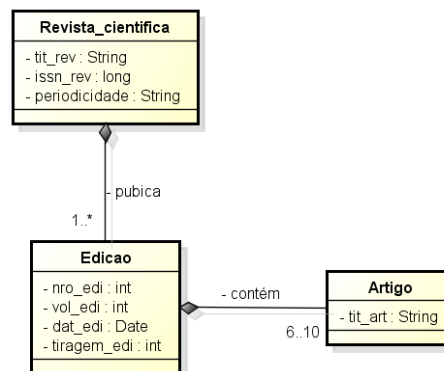 Revista_cientifica
- tit_rev : String
- issn_rev : long
- periodicidade : String
- pubica
1..*
Edicao
- nro_edi : int
- vol_edi : int
- dat_edi : Date
- tiragem_edi : int
- contém
6..10
Artigo
- tit_art : String